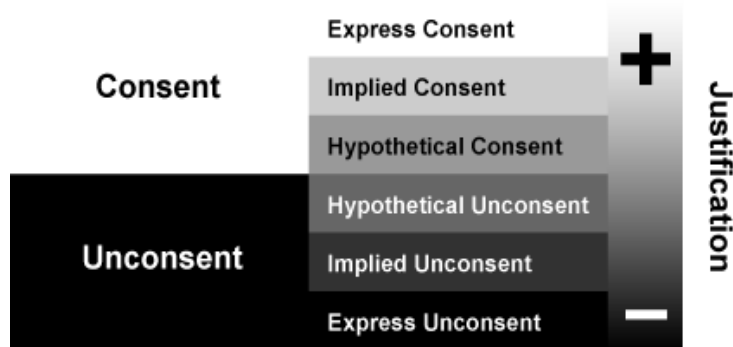 Express Consent
+
Consent
Implied Consent
Hypothetical Consent
Justification
Hypothetical Unconsent
Unconsent
Implied Unconsent
Express Unconsent
−